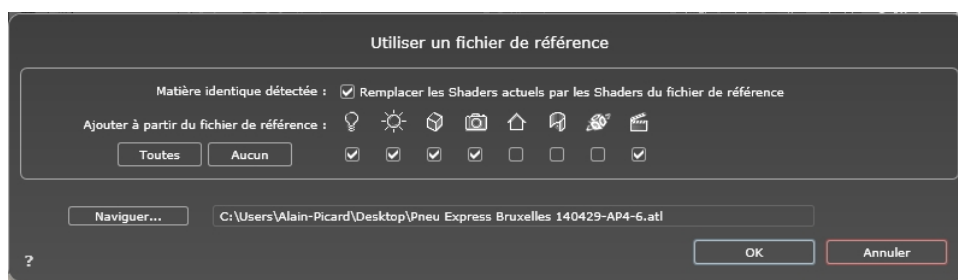 Utiliser un fichier de référence
Matière identique détectée : Remplacer les Shaders actuels par les Shaders du fichier de référence
Ajouter à partir du fichier de référence :
Toutes Aucun
Naviguer... C:\Users\Alain-Picard\Desktop\Pneu Express Bruxelles 140429-AP4-6.atl
OK Annuler
?